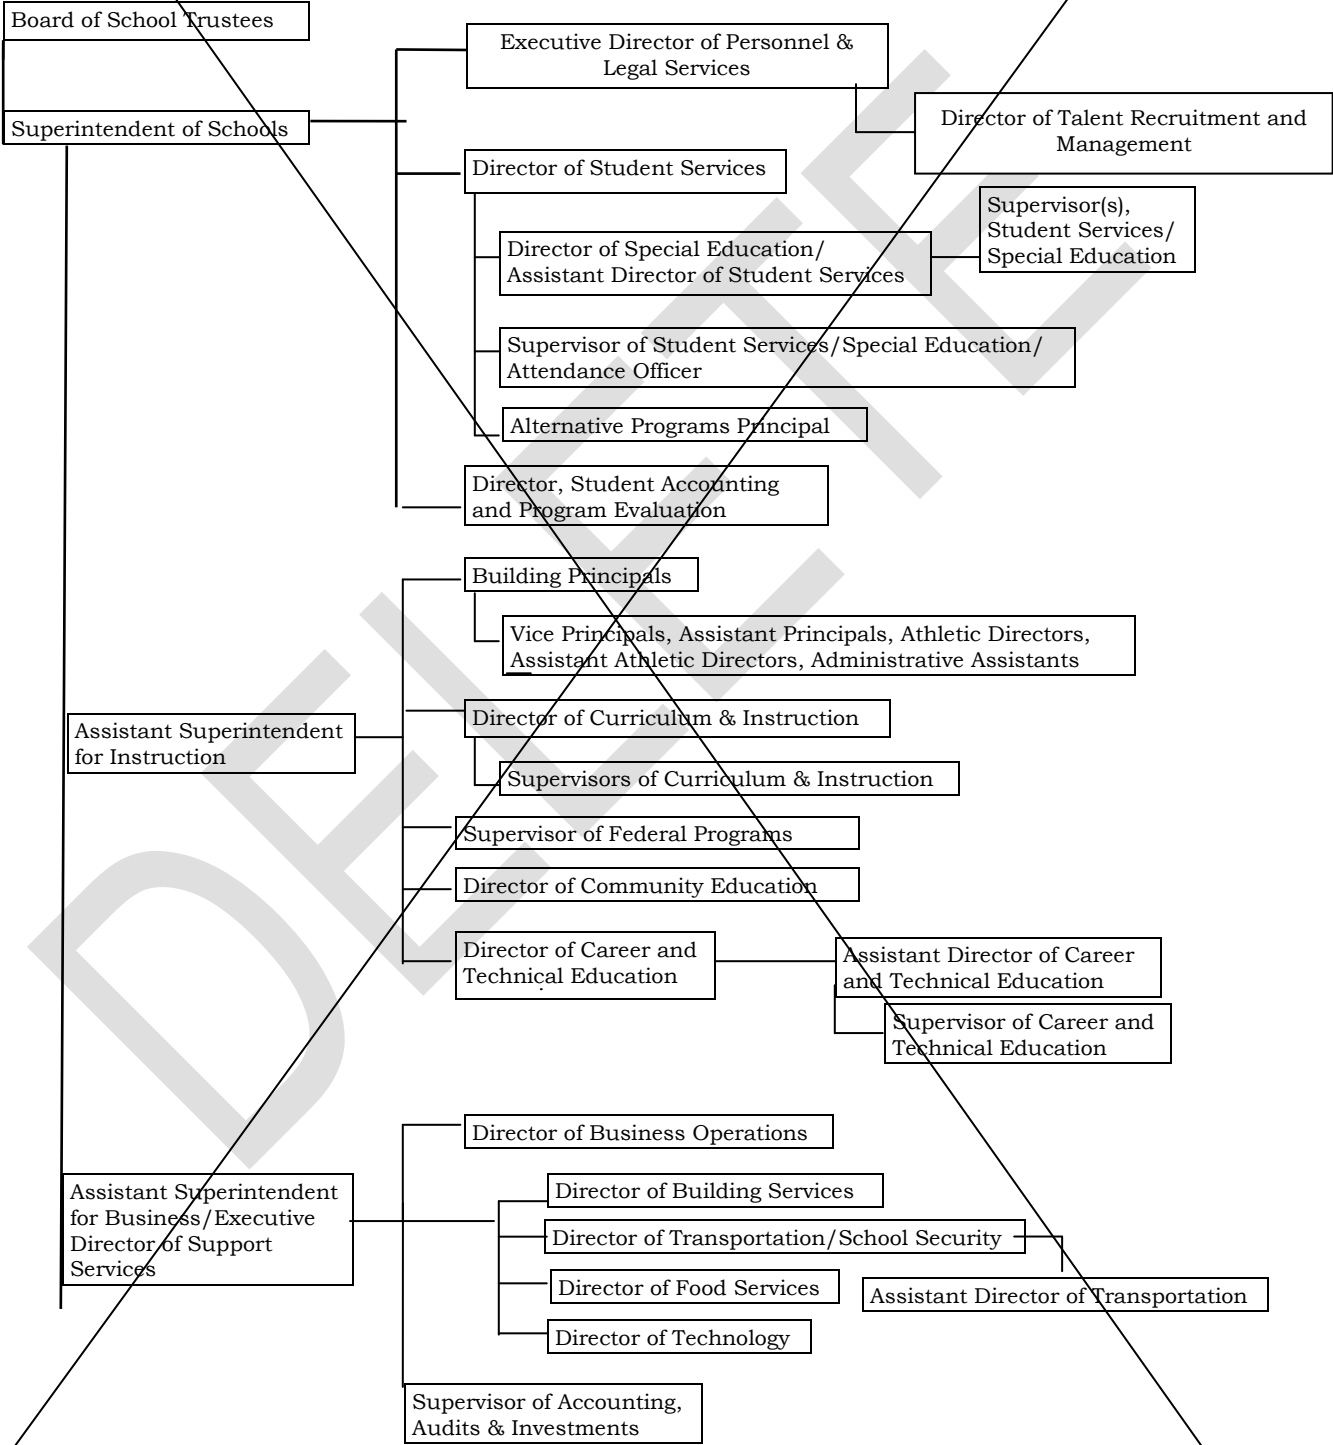 Board of School Trustees
Executive Director of Personnel &
Legal Services
Superintendent of Schools
Director of Talent Recruitment and
Management
Director of Student Services
Supervisor(s),
Student Services/
Special Education
Director of Special Education/
Assistant Director of Student Services
Supervisor of Student Services/Special Education/
Attendance Officer
Alternative Programs Principal
Director, Student Accounting
and Program Evaluation
Building Principals
Vice Principals, Assistant Principals, Athletic Directors,
Assistant Athletic Directors, Administrative Assistants
Assistant Superintendent
for Instruction
Director of Curriculum & Instruction
Supervisors of Curriculum & Instruction
Supervisor of Federal Programs
Director of Community Education
Director of Career and
Technical Education
Assistant Director of Career
and Technical Education
Supervisor of Career and
Technical Education
Director of Business Operations
Assistant Superintendent
for Business/Executive
Director of Support
Services
Director of Building Services
Director of Transportation/School Security
Director of Food Services
Assistant Director of Transportation
Director of Technology
Supervisor of Accounting,
Audits & Investments
DELETE